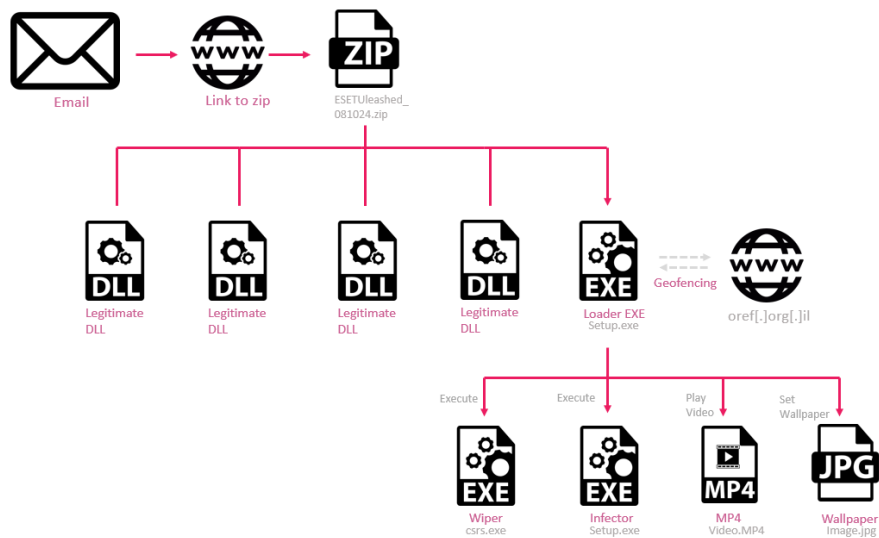 www
ZIP
Email
Link to zip
ESETUleashed_
081024.zip
DLL
DLL
DLL
DLL
EXE
www
Geofencing
Legitimate
DLL
Legitimate
DLL
Legitimate
DLL
Legitimate
DLL
Loader EXE
Setup.exe
oref[.]org[.]il
Execute
Execute
Play
Video
Set
Wallpaper
EXE
EXE
MP4
JPG
Wiper
csrs.exe
Infector
Setup.exe
MP4
Video.MP4
Wallpaper
Image.jpg